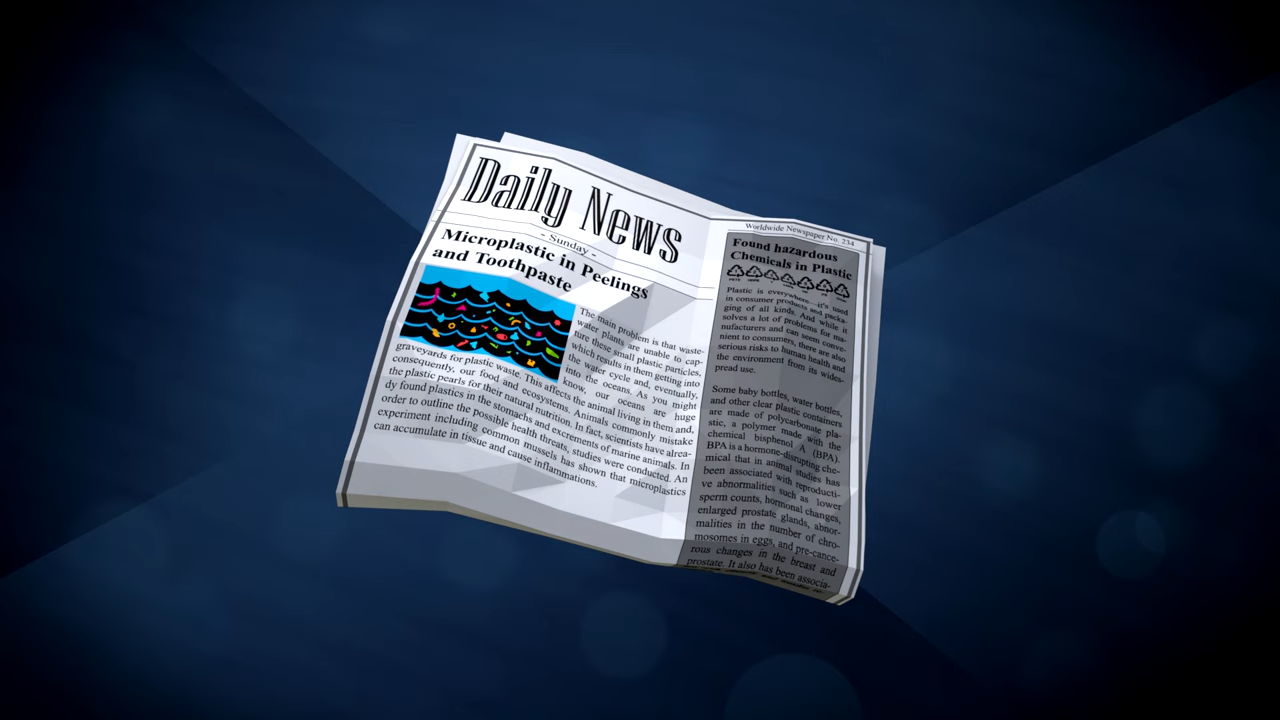 Daily News
- Sunday -
Microplastic in Peelings
and Toothpaste
The main problem is that waste-
water plants are unable to cap-
ture these small plastic particles,
which results in them getting into
the water cycle and, eventually,
into the oceans. As you might
know, our oceans are huge
graveyards for plastic waste. This affects the animal living in them and,
consequently, our food and ecosystems. Animals commonly mistake
the plastic pearls for their natural nutrition. In fact, scientists have alrea-
dy found plastics in the stomachs and excrements of marine animals. In
order to outline the possible health threats, studies were conducted. An
experiment including common mussels has shown that microplastics
can accumulate in tissue and cause inflammations.
Worldwide Newspaper No. 234
Found hazardous
Chemicals in Plastic
Plastic is everywhere—it's used
in consumer products and packa-
ging of all kinds. And while it
solves a lot of problems for ma-
nufacturers and can seem conve-
nient to consumers, there are also
serious risks to human health and
the environment from its wides-
pread use.
Some baby bottles, water bottles,
and other clear plastic containers
are made of polycarbonate pla-
stic, a polymer made with the
chemical bisphenol A (BPA).
BPA is a hormone-disrupting che-
mical that in animal studies has
been associated with reproducti-
ve abnormalities such as lower
sperm counts, hormonal changes,
enlarged prostate glands, abnor-
malities in the number of chro-
mosomes in eggs, and pre-cance-
rous changes in the breast and
prostate. It also has been associa-